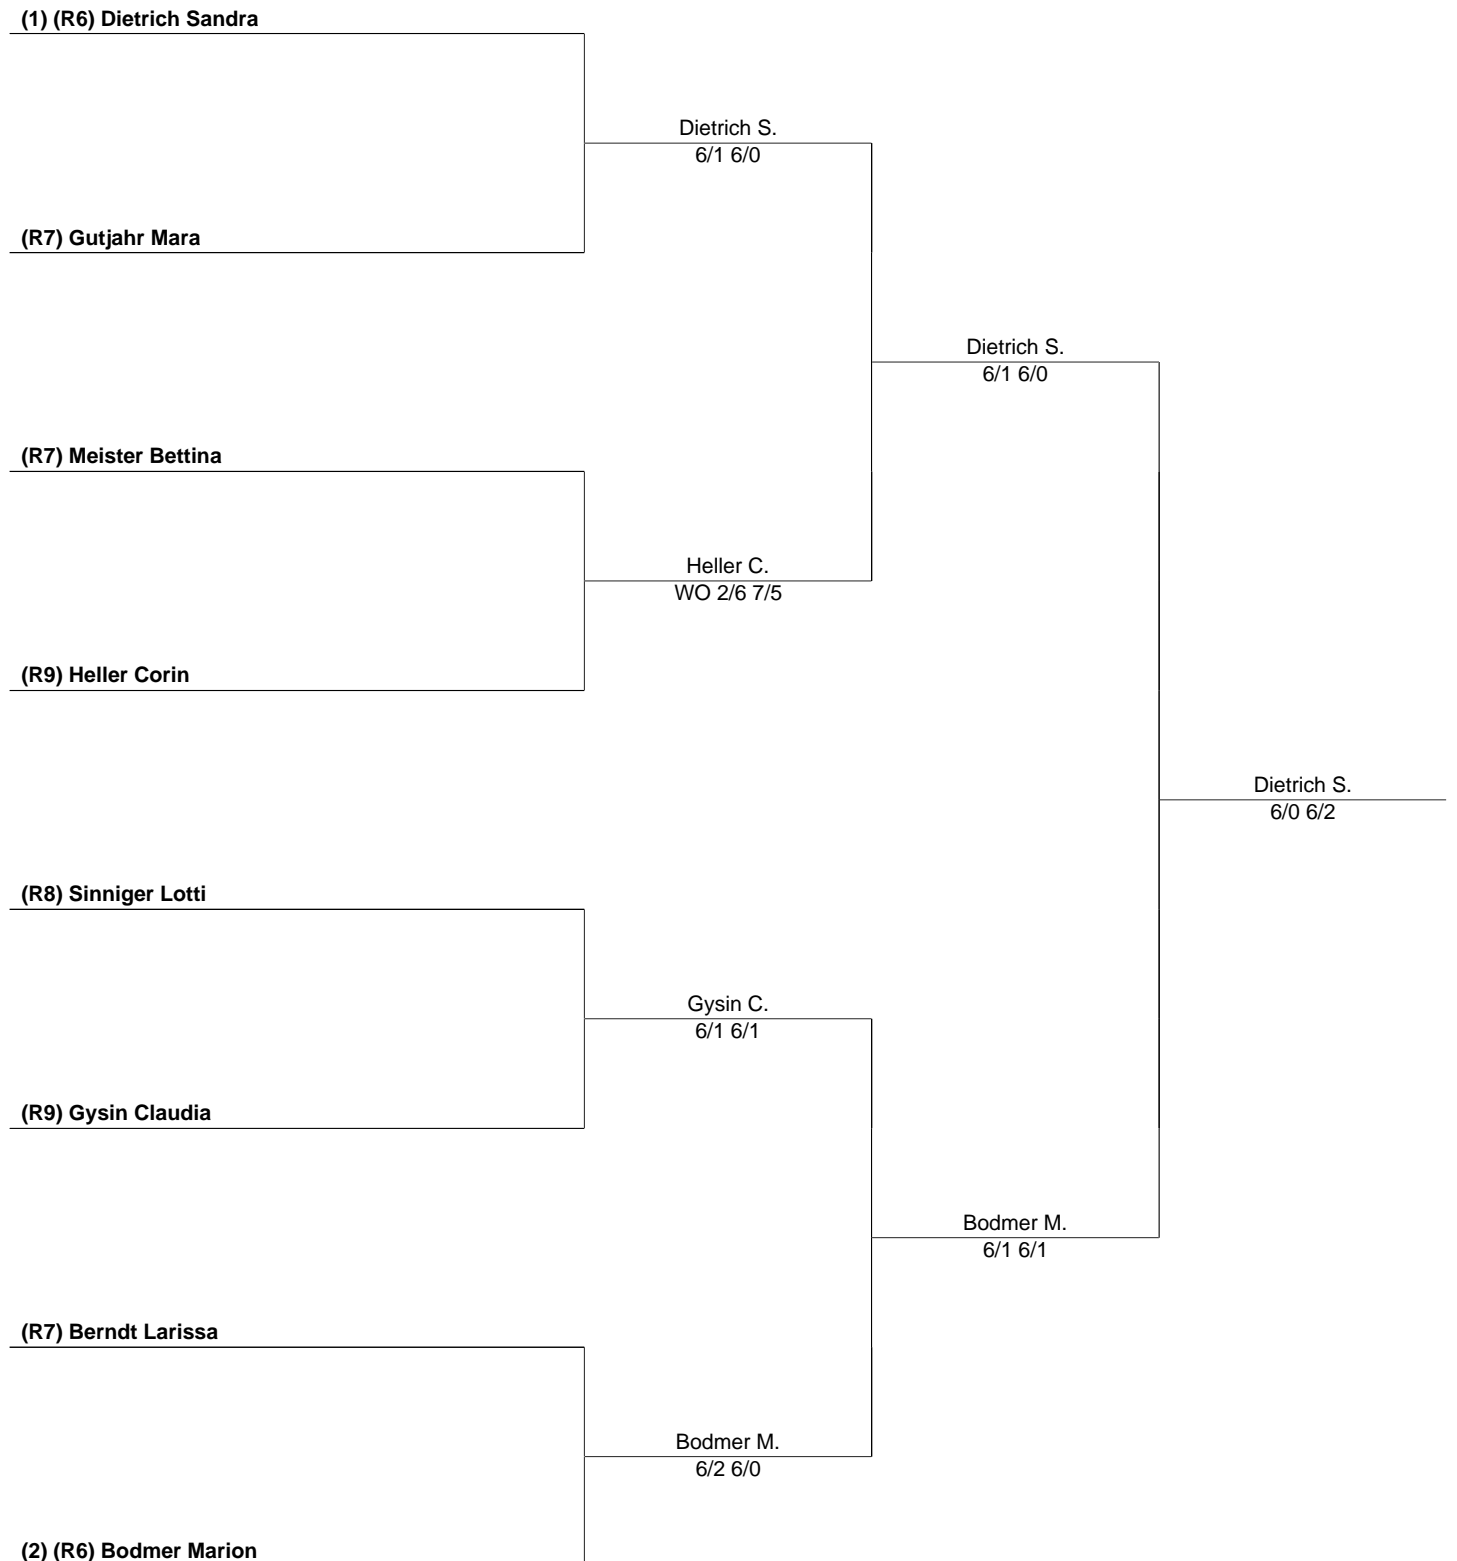 (1) (R6) Dietrich Sandra
Dietrich S.
6/1 6/0
(R7) Gutjahr Mara
Dietrich S.
6/1 6/0
(R7) Meister Bettina
Heller C.
WO 2/6 7/5
(R9) Heller Corin
Dietrich S.
6/0 6/2
(R8) Sinniger Lotti
Gysin C.
6/1 6/1
(R9) Gysin Claudia
Bodmer M.
6/1 6/1
(R7) Berndt Larissa
Bodmer M.
6/2 6/0
(2) (R6) Bodmer Marion